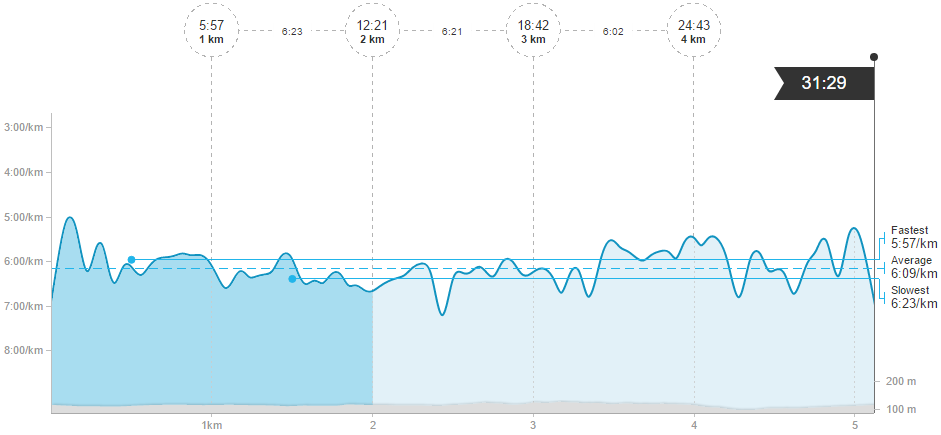 5:57
1 km
6:23
12:21
2 km
6:21
18:42
3 km
6:02
24:43
4 km
31:29
3:00/km
4:00/km
5:00/km
6:00/km
7:00/km
8:00/km
Fastest
5:57/km
Average
6:09/km
Slowest
6:23/km
200 m
100 m
1km
2
3
4
5